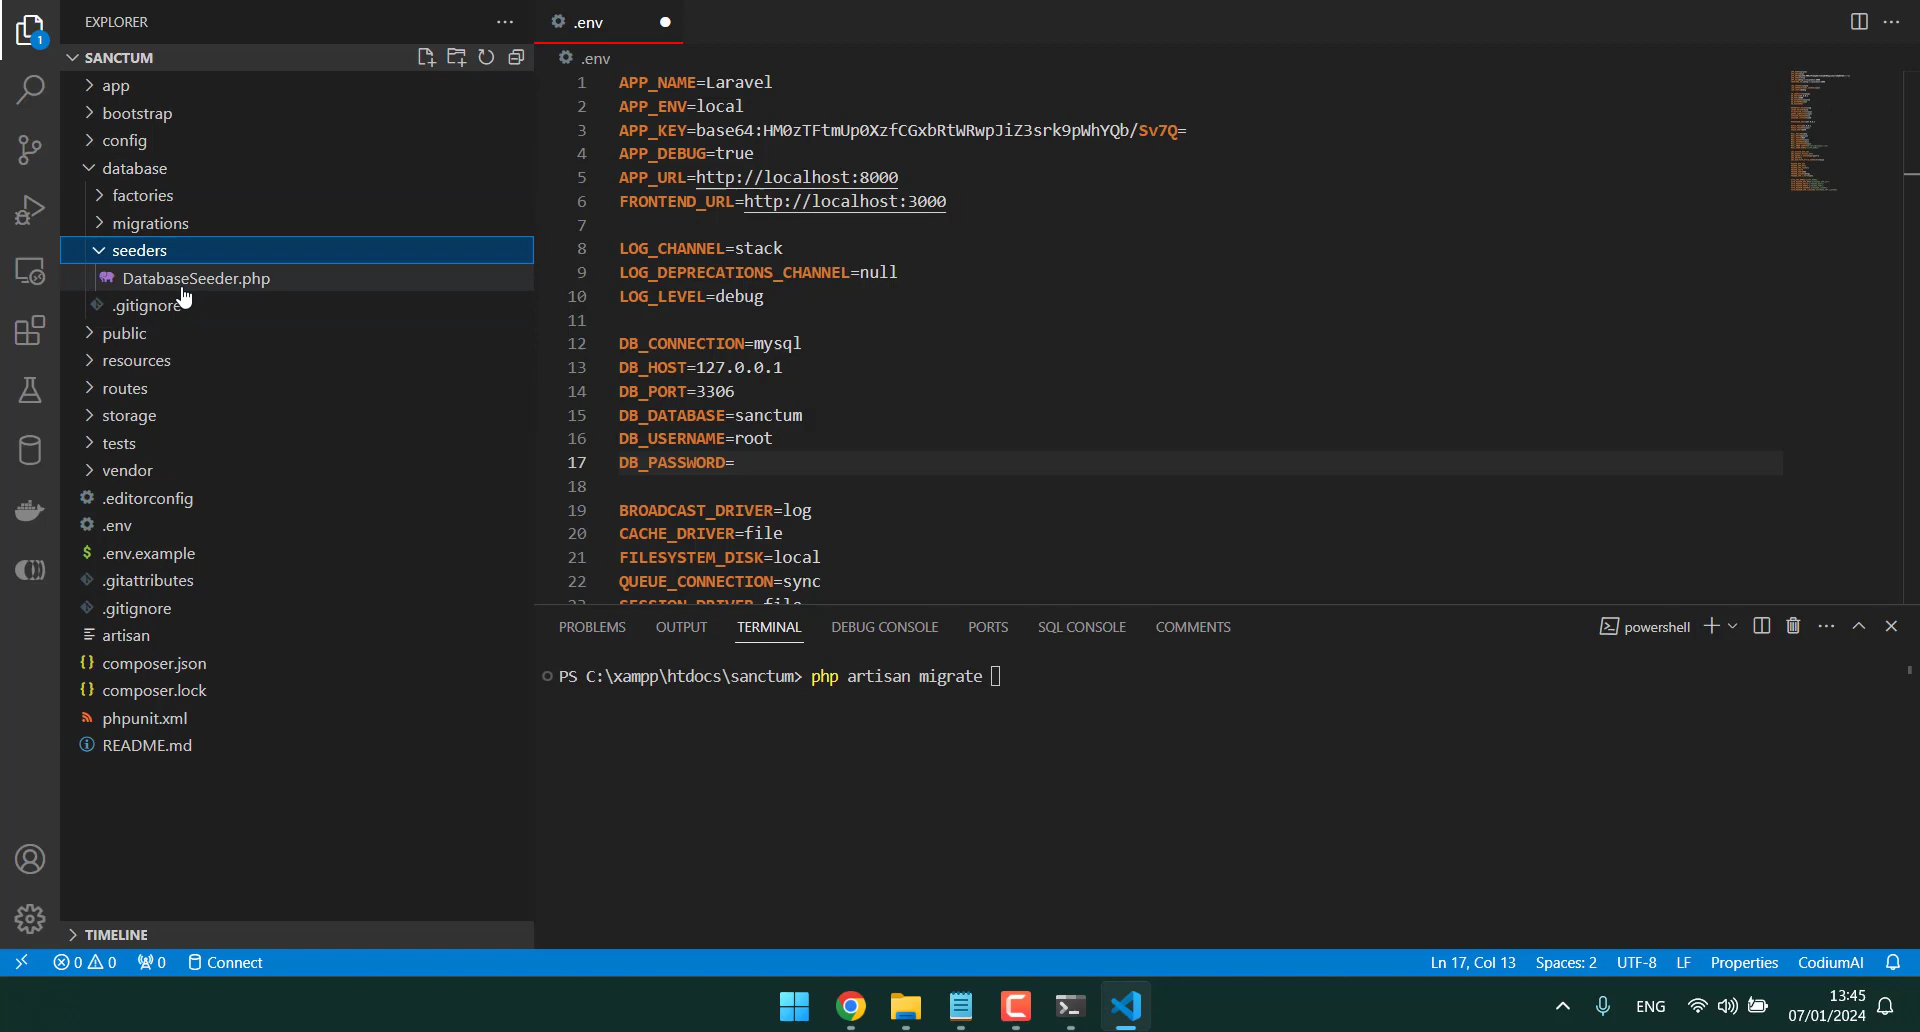 EXPLORER
SANCTUM
app
bootstrap
config
database
factories
migrations
seeders
DatabaseSeeder.php
.gitignore
public
resources
routes
storage
tests
vendor
.editorconfig
.env
.env.example
.gitattributes
.gitignore
artisan
composer.json
composer.lock
phpunit.xml
README.md
TIMELINE
1
.env
.env
1 APP_NAME=Laravel
2 APP_ENV=local
3 APP_KEY=base64:HM0zTFtmUp0XzfCGxbRtWRwpJiZ3srk9pWhYQb/Sv7Q=
4 APP_DEBUG=true
5 APP_URL=http://localhost:8000
6 FRONTEND_URL=http://localhost:3000
7
8 LOG_CHANNEL=stack
9 LOG_DEPRECATIONS_CHANNEL=null
10 LOG_LEVEL=debug
11
12 DB_CONNECTION=mysql
13 DB_HOST=127.0.0.1
14 DB_PORT=3306
15 DB_DATABASE=sanctum
16 DB_USERNAME=root
17 DB_PASSWORD=
18
19 BROADCAST_DRIVER=log
20 CACHE_DRIVER=file
21 FILESYSTEM_DISK=local
22 QUEUE_CONNECTION=sync
23 SESSION_DRIVER=file
PROBLEMS OUTPUT TERMINAL DEBUG CONSOLE PORTS SQL CONSOLE COMMENTS powershell
PS C:\xampp\htdocs\sanctum> php artisan migrate
0 0 0 Connect Ln 17, Col 13 Spaces: 2 UTF-8 LF Properties CodiumAI
ENG 13:45
07/01/2024